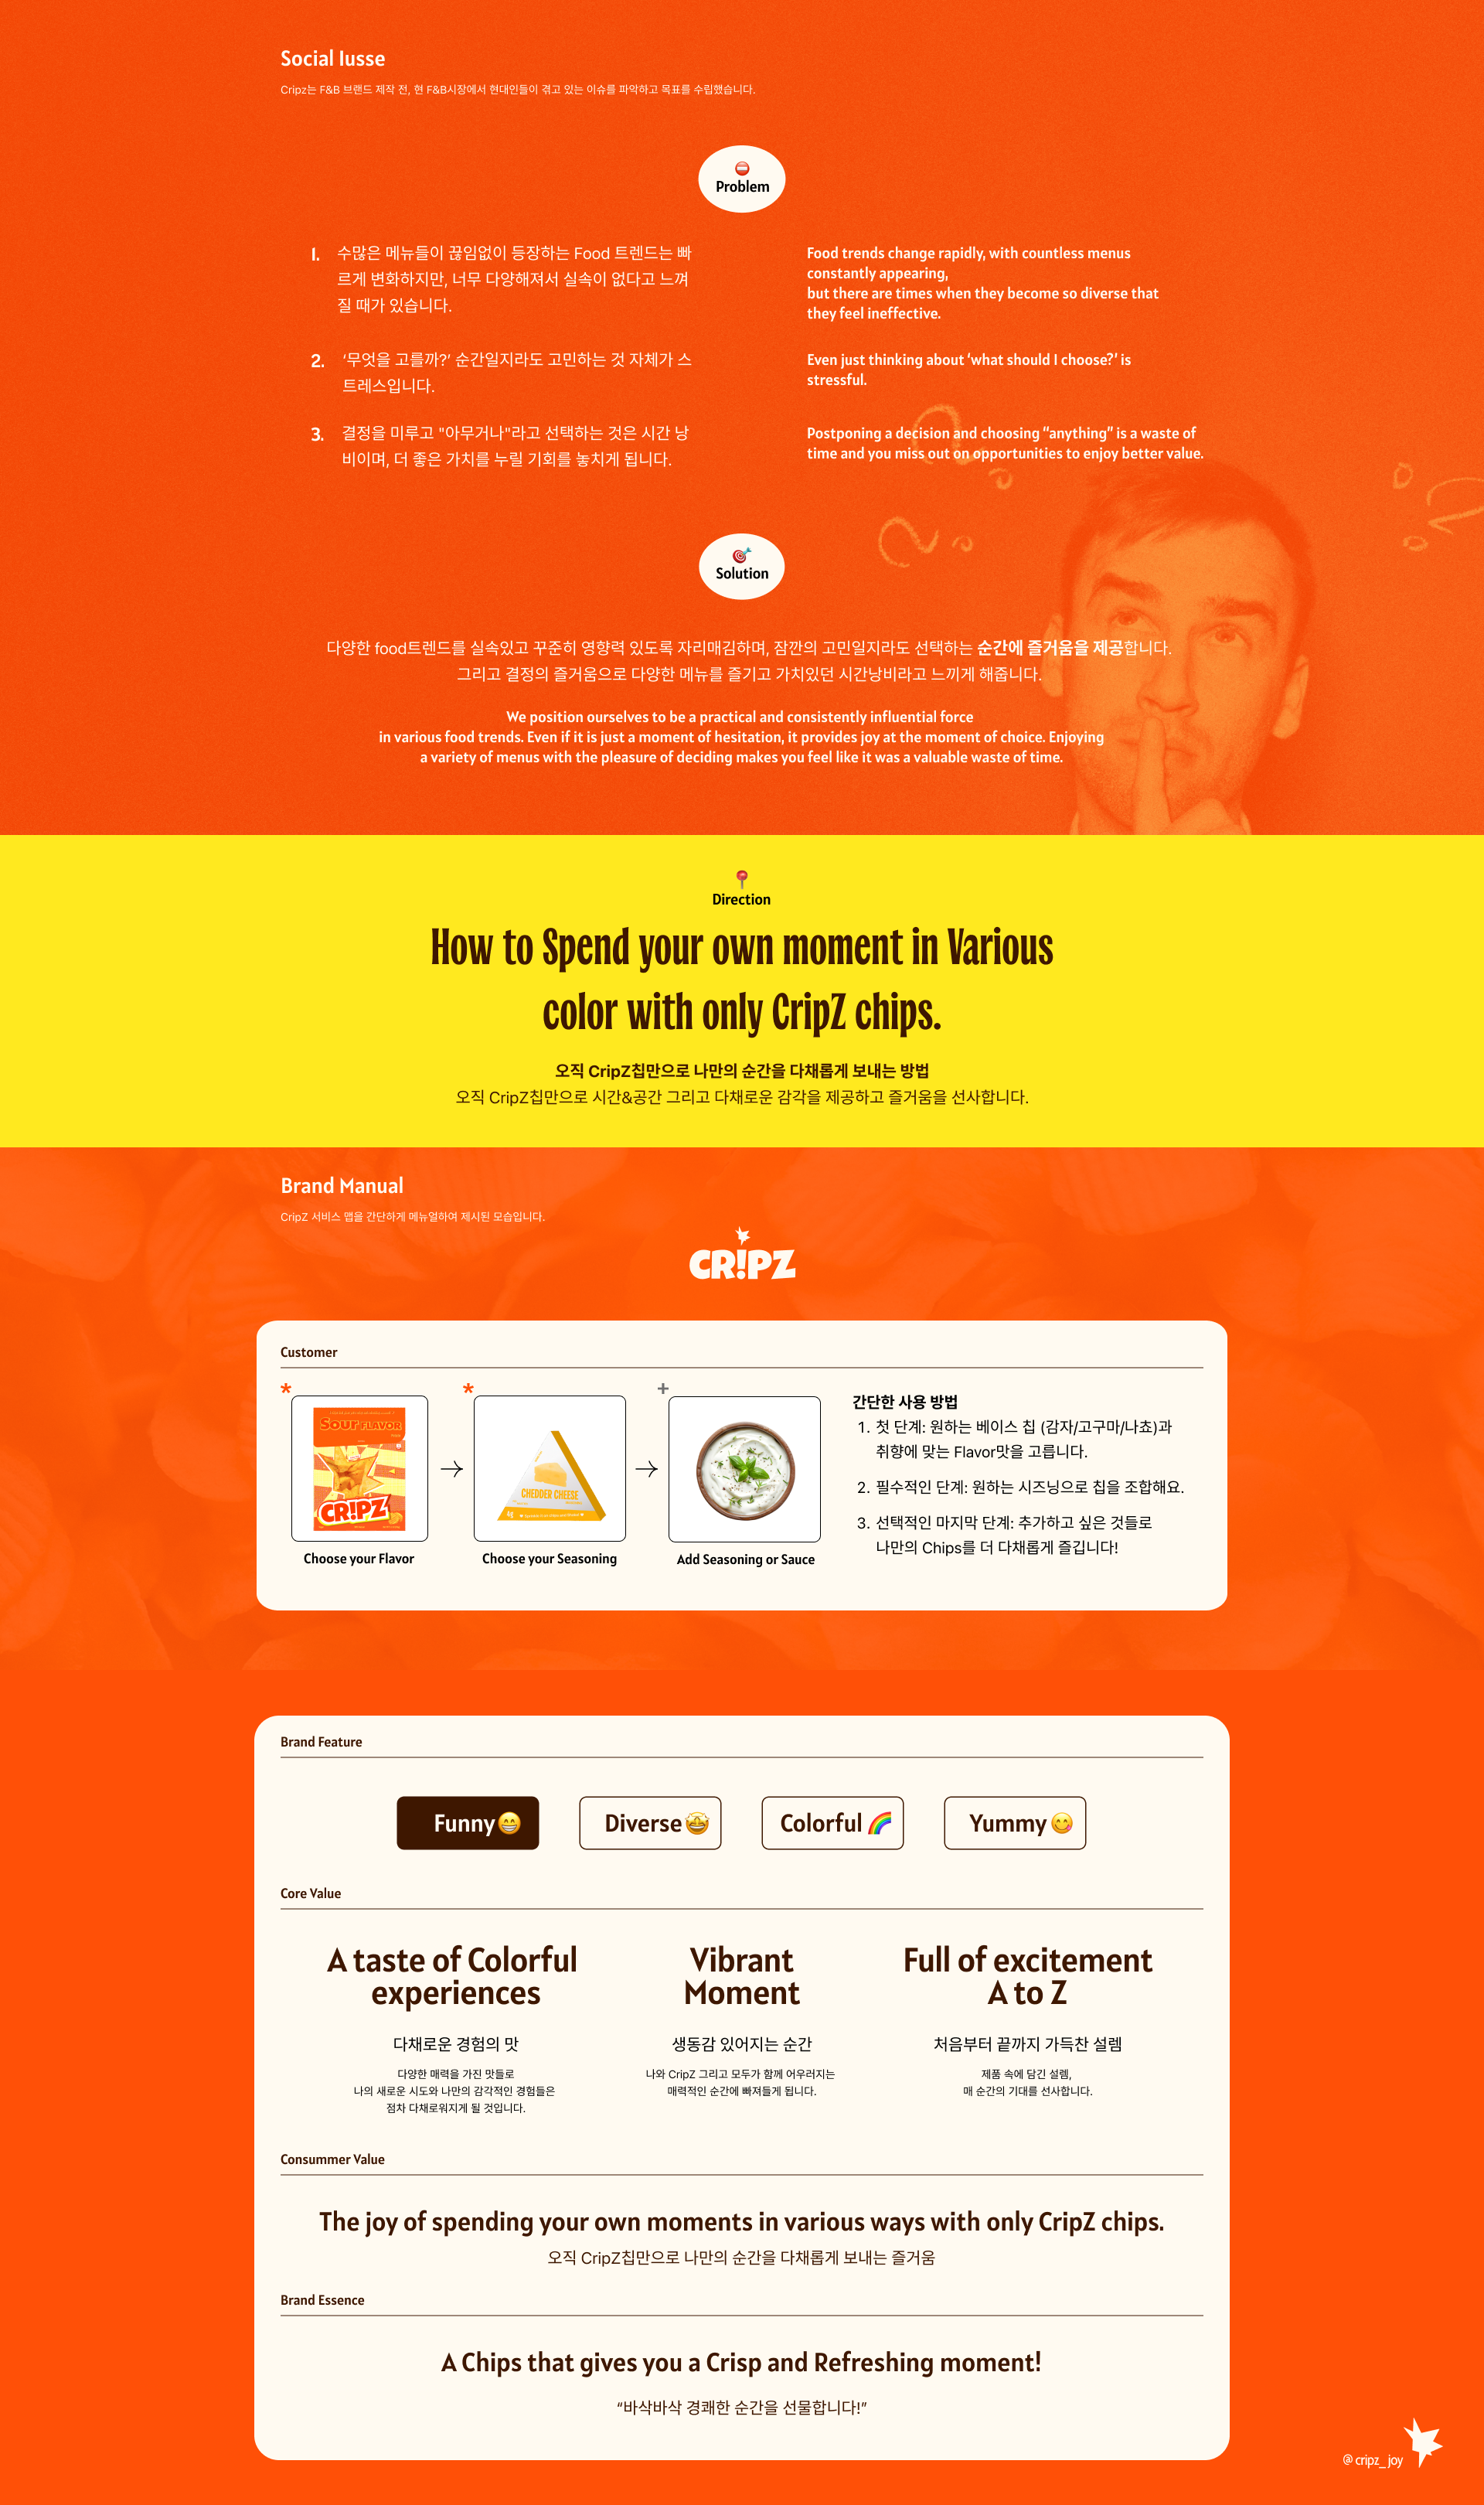 Social Iusse
Cripz는 F&B 브랜드 제작 전, 현 F&B시장에서 현대인들이 겪고 있는 이슈를 파악하고 목표를 수립했습니다.
Problem
1. 수많은 메뉴들이 끊임없이 등장하는 Food 트렌드는 빠
르게 변화하지만, 너무 다양해져서 실속이 없다고 느껴
질 때가 있습니다.
Food trends change rapidly, with countless menus
constantly appearing,
but there are times when they become so diverse that
they feel ineffective.
2. ‘무엇을 고를까?’ 순간일지라도 고민하는 것 자체가 스
트레스입니다.
Even just thinking about ‘what should I choose?’ is
stressful.
3. 결정을 미루고 "아무거나"라고 선택하는 것은 시간 낭
비이며, 더 좋은 가치를 누릴 기회를 놓치게 됩니다.
Postponing a decision and choosing “anything” is a waste of
time and you miss out on opportunities to enjoy better value.
Solution
다양한 food트렌드를 실속있고 꾸준히 영향력 있도록 자리매김하며, 잠깐의 고민일지라도 선택하는 순간에 즐거움을 제공합니다.
그리고 결정의 즐거움으로 다양한 메뉴를 즐기고 가치있던 시간낭비라고 느끼게 해줍니다.
We position ourselves to be a practical and consistently influential force
in various food trends. Even if it is just a moment of hesitation, it provides joy at the moment of choice. Enjoying
a variety of menus with the pleasure of deciding makes you feel like it was a valuable waste of time.
Direction
How to Spend your own moment in Various
color with only CripZ chips.
오직 CripZ칩만으로 나만의 순간을 다채롭게 보내는 방법
오직 CripZ칩만으로 시간&공간 그리고 다채로운 감각을 제공하고 즐거움을 선사합니다.
Brand Manual
CripZ 서비스 맵을 간단하게 메뉴얼하여 제시된 모습입니다.
CR!PZ
Customer
*
*
+
SOUR FLAVOR
CR!PZ
CHEDDER CHEESE
Choose your Flavor
Choose your Seasoning
Add Seasoning or Sauce
간단한 사용 방법
1. 첫 단계: 원하는 베이스 칩 (감자/고구마/나쵸)과
취향에 맞는 Flavor맛을 고릅니다.
2. 필수적인 단계: 원하는 시즈닝으로 칩을 조합해요.
3. 선택적인 마지막 단계: 추가하고 싶은 것들로
나만의 Chips를 더 다채롭게 즐깁니다!
Brand Feature
Funny😁
Diverse🤩
Colorful🌈
Yummy😋
Core Value
A taste of Colorful
experiences
다채로운 경험의 맛
다양한 매력을 가진 맛들로
나의 새로운 시도와 나만의 감각적인 경험들은
점차 다채로워지게 될 것입니다.
Vibrant
Moment
생동감 있어지는 순간
나와 CripZ 그리고 모두가 함께 어우러지는
매력적인 순간에 빠져들게 됩니다.
Full of excitement
A to Z
처음부터 끝까지 가득찬 설렘
제품 속에 담긴 설렘,
매 순간의 기대를 선사합니다.
Consummer Value
The joy of spending your own moments in various ways with only CripZ chips.
오직 CripZ칩만으로 나만의 순간을 다채롭게 보내는 즐거움
Brand Essence
A Chips that gives you a Crisp and Refreshing moment!
“바삭바삭 경쾌한 순간을 선물합니다!”
@ cripz_joy